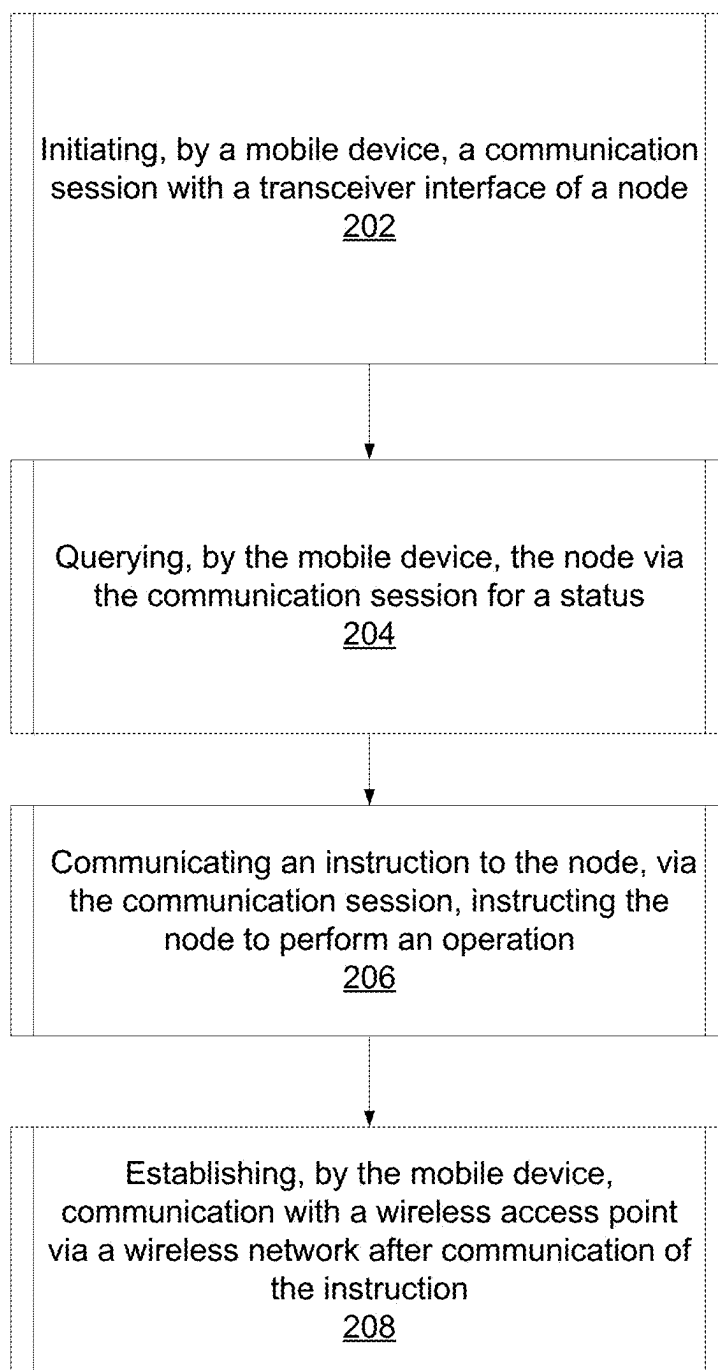 Initiating, by a mobile device, a communication
session with a transceiver interface of a node
202
Querying, by the mobile device, the node via
the communication session for a status
204
Communicating an instruction to the node, via
the communication session, instructing the
node to perform an operation
206
Establishing, by the mobile device,
communication with a wireless access point
via a wireless network after communication of
the instruction
208